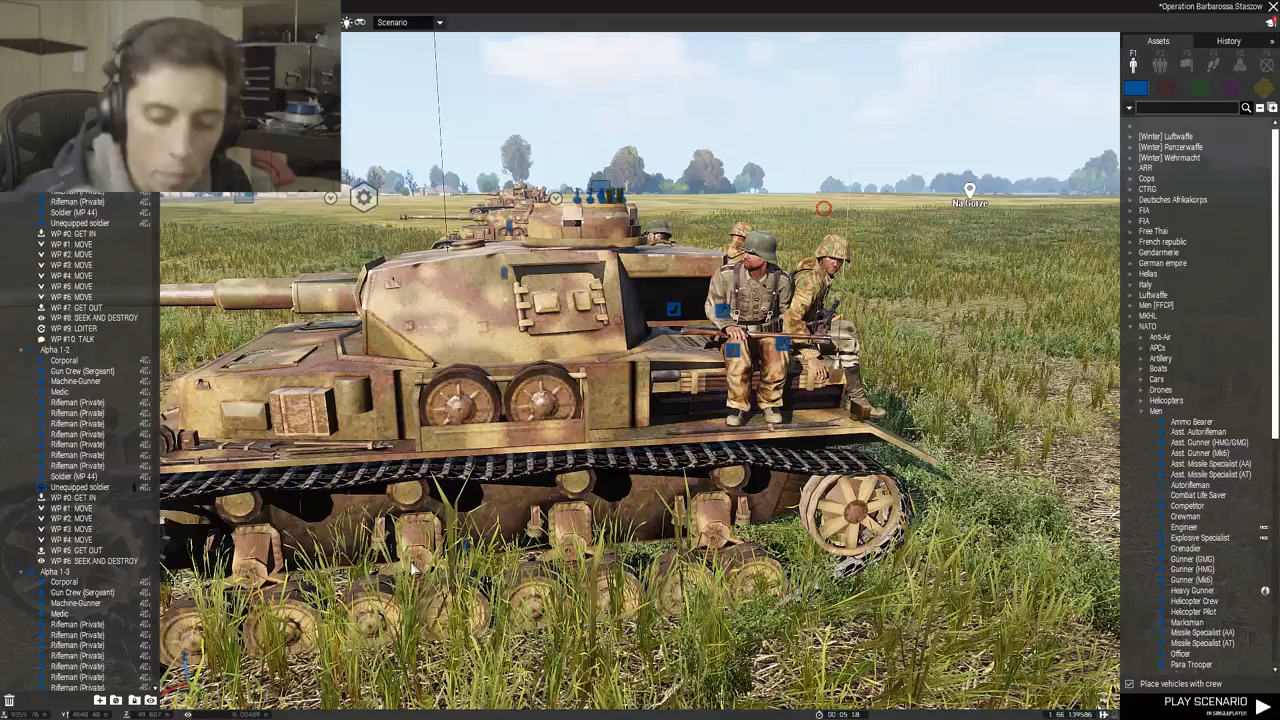 *Operation Barbarossa.Staszow
Scenario
Assets
History
F1
Na Gorze
Rifleman (Private)
Soldier (MP 44)
Unequipped soldier
WP #0: GET IN
WP #1: MOVE
WP #2: MOVE
WP #3: MOVE
WP #4: MOVE
WP #5: MOVE
WP #6: MOVE
WP #7: GET OUT
WP #8: SEEK AND DESTROY
WP #9: LOITER
WP #10: TALK
Alpha 1-2
Corporal
Gun Crew (Sergeant)
Machine-Gunner
Medic
Rifleman (Private)
Rifleman (Private)
Rifleman (Private)
Rifleman (Private)
Rifleman (Private)
Rifleman (Private)
Rifleman (Private)
Soldier (MP 44)
Unequipped soldier
WP #0: GET IN
WP #1: MOVE
WP #2: MOVE
WP #3: MOVE
WP #4: MOVE
WP #5: GET OUT
WP #6: SEEK AND DESTROY
Alpha 1-3
Corporal
Gun Crew (Sergeant)
Machine-Gunner
Medic
Rifleman (Private)
Rifleman (Private)
Rifleman (Private)
Rifleman (Private)
Rifleman (Private)
Rifleman (Private)
[Winter] Luftwaffe
[Winter] Panzerwaffe
[Winter] Wehrmacht
ARR
Cops
CTRG
Deutsches Afrikakorps
FIA
FIA
Free Thai
French republic
Gendarmerie
German empire
Hellas
Italy
Luftwaffe
Men [FFCP]
MKHL
NATO
Anti-Air
APCs
Artillery
Boats
Cars
Drones
Helicopters
Men
Ammo Bearer
Asst. Autorifleman
Asst. Gunner (HMG/GMG)
Asst. Gunner (Mk6)
Asst. Missile Specialist (AA)
Asst. Missile Specialist (AT)
Autorifleman
Combat Life Saver
Competitor
Crewman
Engineer
Explosive Specialist
Grenadier
Gunner (GMG)
Gunner (HMG)
Gunner (Mk6)
Heavy Gunner
Helicopter Crew
Helicopter Pilot
Marksman
Missile Specialist (AA)
Missile Specialist (AT)
Officer
Para Trooper
Place vehicles with crew
PLAY SCENARIO
IN SINGLEPLAYER
00:05:18
1.66.139586